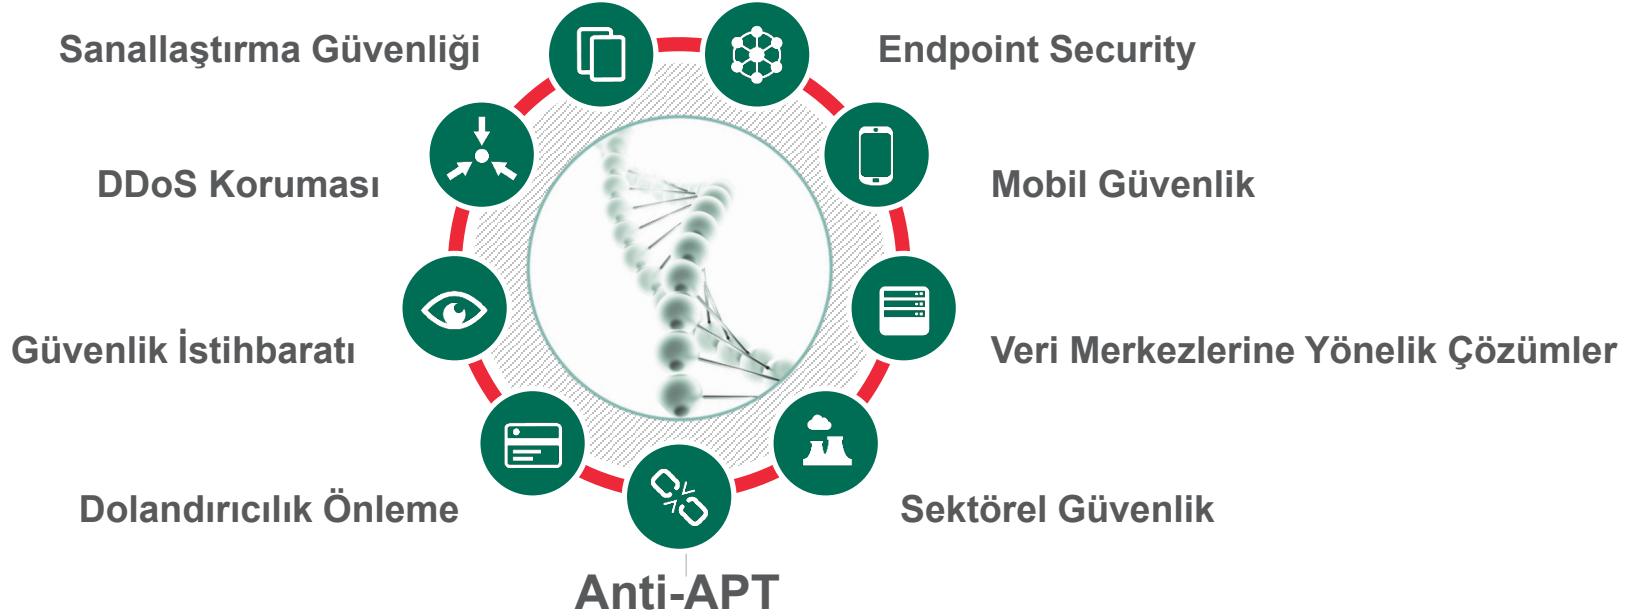 Sanallaştırma Güvenliği
Endpoint Security
DDoS Koruması
Mobil Güvenlik
Güvenlik İstihbaratı
Veri Merkezlerine Yönelik Çözümler
Dolandırıcılık Önleme
Sektörel Güvenlik
Anti-APT